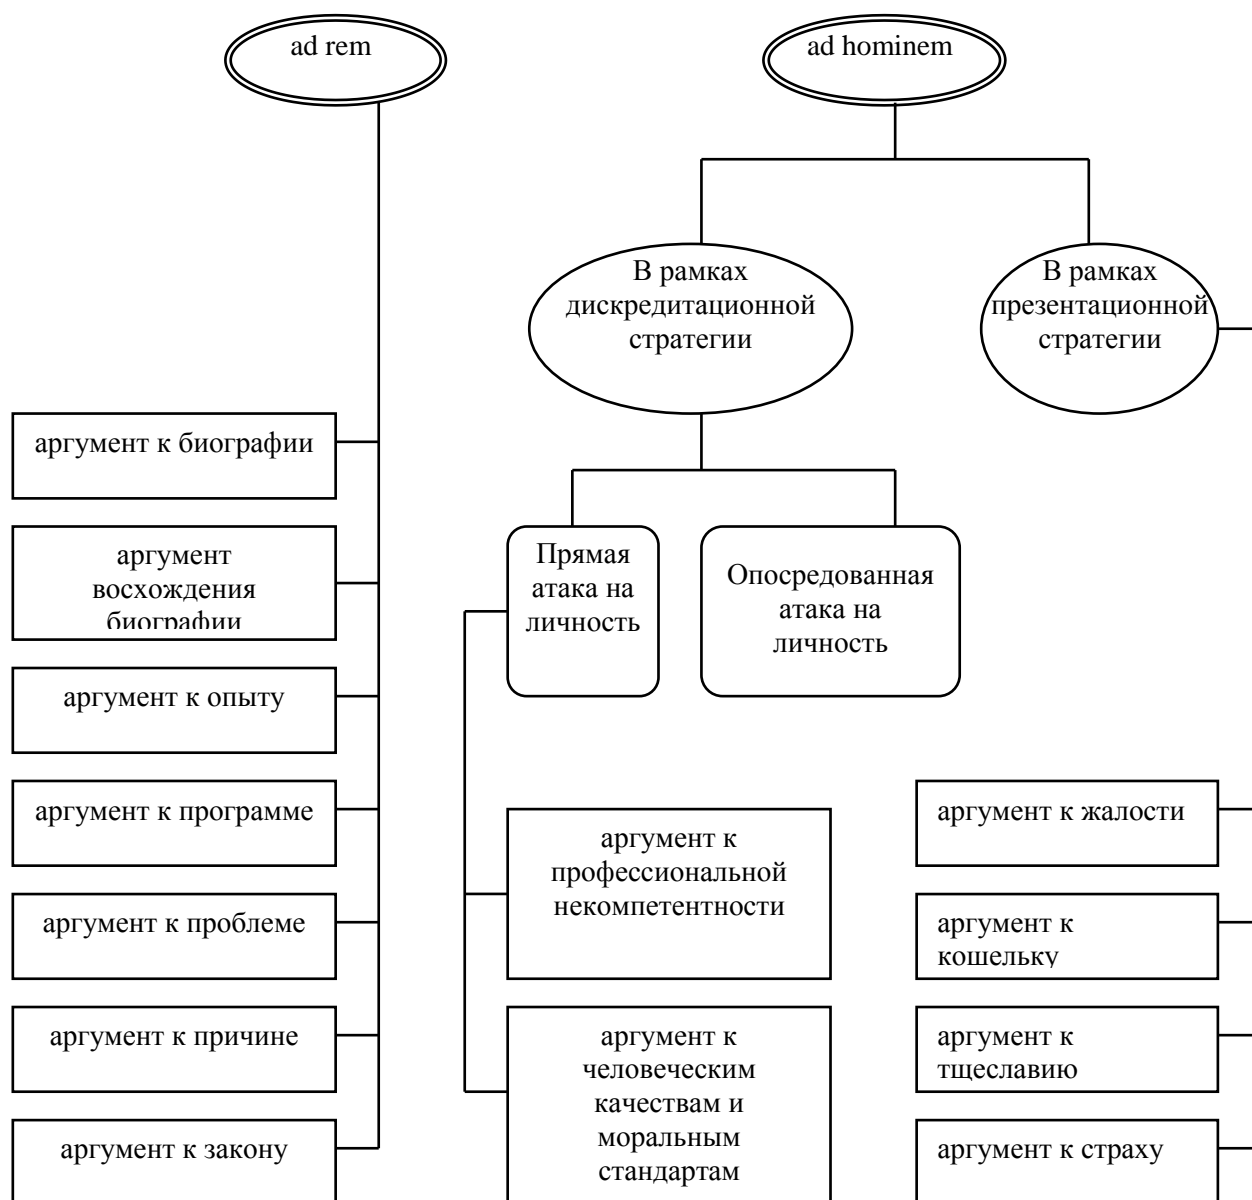 ad rem
ad hominem
В рамках
дискредитационной
стратегии
В рамках
презентационной
стратегии
аргумент к биографии
аргумент
восхождения
биографии
аргумент к опыту
аргумент к программе
аргумент к проблеме
аргумент к причине
аргумент к закону
Прямая
атака на
личность
Опосредованная
атака на
личность
аргумент к
профессиональной
некомпетентности
аргумент к
человеческим
качествам и
моральным
стандартам
аргумент к жалости
аргумент к
кошельку
аргумент к
тщеславию
аргумент к страху